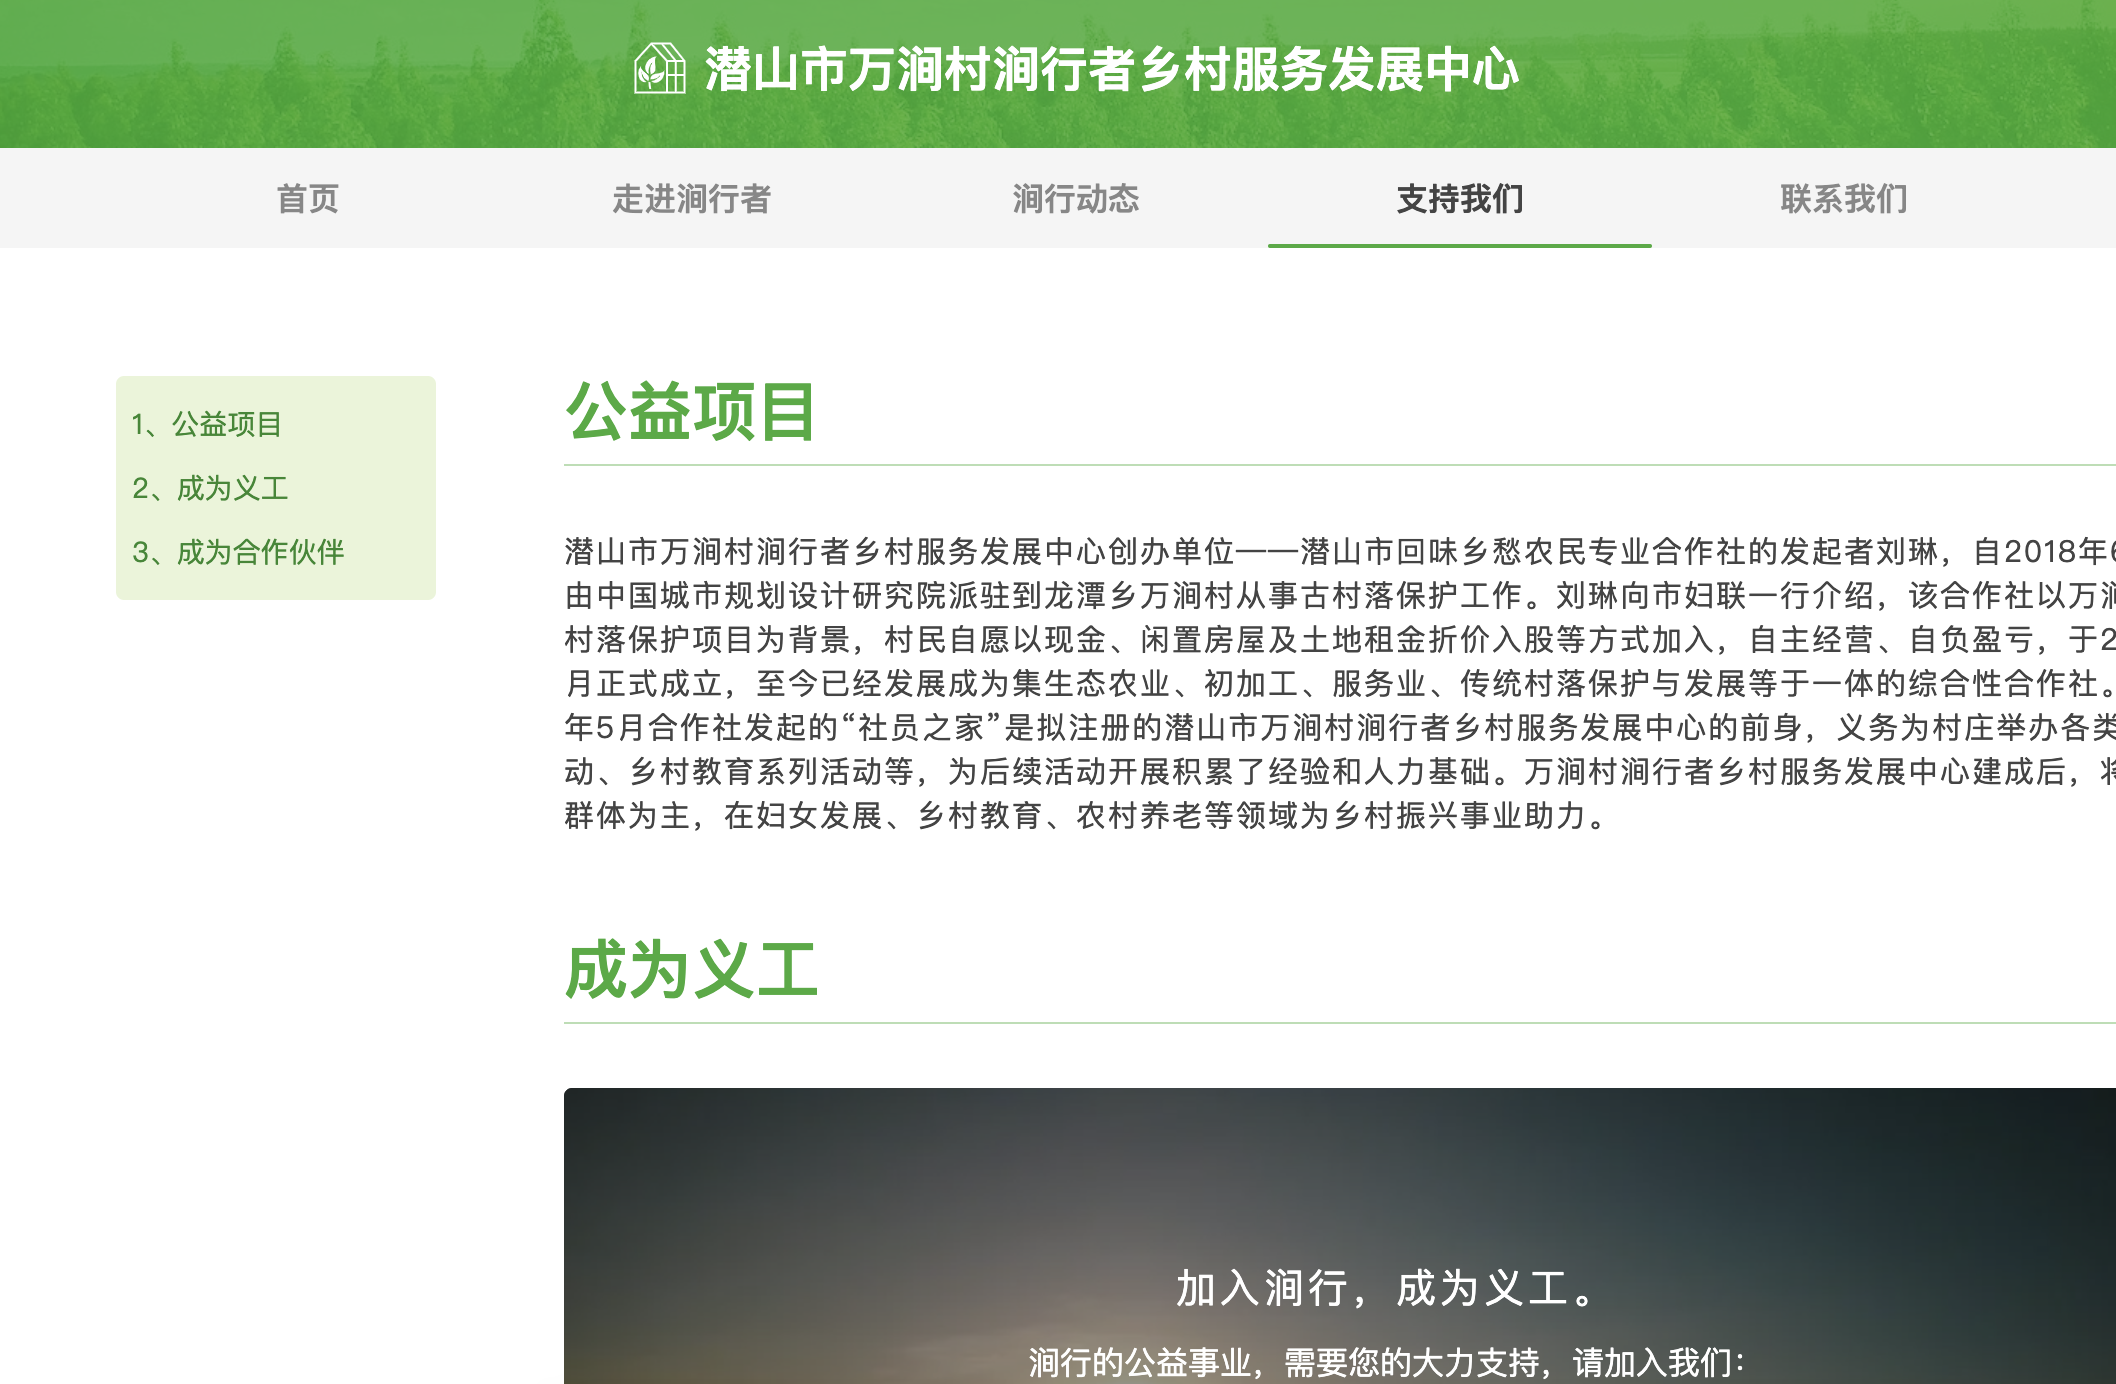 潜山市万涧村涧行者乡村服务发展中心
首页
走进涧行者
涧行动态
支持我们
联系我们
1、公益项目
2、成为义工
3、成为合作伙伴
公益项目
潜山市万涧村涧行者乡村服务发展中心创办单位——潜山市回味乡愁农民专业合作社的发起者刘琳，自2018年
由中国城市规划设计研究院派驻到龙潭乡万涧村从事古村落保护工作。刘琳向市妇联一行介绍，该合作社以万涧
村落保护项目为背景，村民自愿以现金、闲置房屋及土地租金折价入股等方式加入，自主经营、自负盈亏，于2
月正式成立，至今已经发展成为集生态农业、初加工、服务业、传统村落保护与发展等于一体的综合性合作社。
年5月合作社发起的“社员之家”是拟注册的潜山市万涧村涧行者乡村服务发展中心的前身，义务为村庄举办各类
动、乡村教育系列活动等，为后续活动开展积累了经验和人力基础。万涧村涧行者乡村服务发展中心建成后，将
群体为主，在妇女发展、乡村教育、农村养老等领域为乡村振兴事业助力。
成为义工
加入涧行，成为义工。
涧行的公益事业，需要您的大力支持，请加入我们：